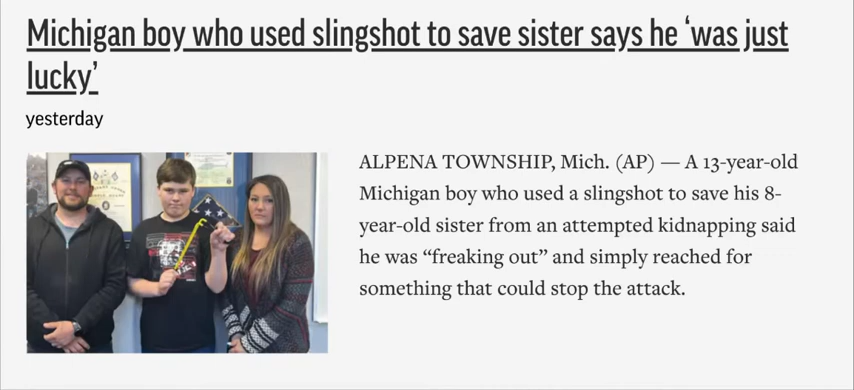 Michigan boy who used slingshot to save sister says he ‘was just
lucky’
yesterday
ALPENA TOWNSHIP, Mich. (AP) — A 13-year-old
Michigan boy who used a slingshot to save his 8-
year-old sister from an attempted kidnapping said
he was “freaking out” and simply reached for
something that could stop the attack.